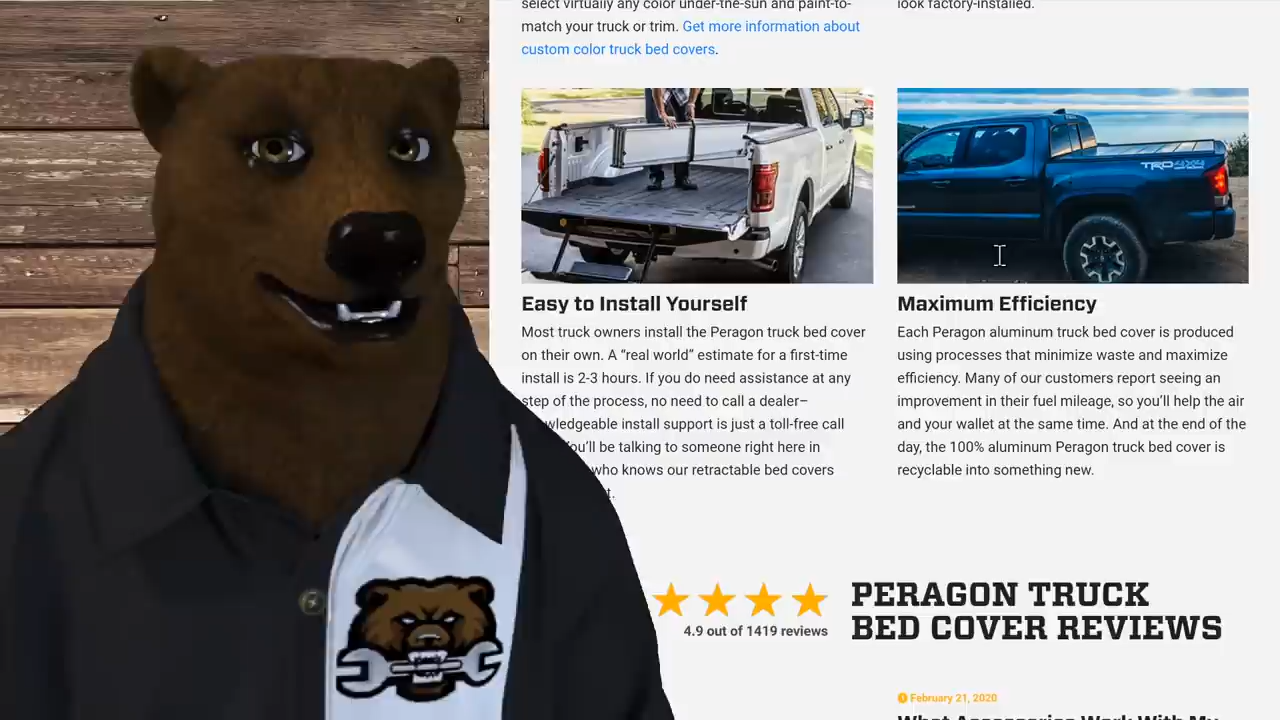 select virtually any color under-the-sun and paint-to-
match your truck or trim. Get more information about
custom color truck bed covers.
look factory-installed.
Easy to Install Yourself
Most truck owners install the Peragon truck bed cover
on their own. A “real world” estimate for a first-time
install is 2-3 hours. If you do need assistance at any
step of the process, no need to call a dealer–
wledgeable install support is just a toll-free call
ou’ll be talking to someone right here in
who knows our retractable bed covers
t.
TRD 4x4
Maximum Efficiency
Each Peragon aluminum truck bed cover is produced
using processes that minimize waste and maximize
efficiency. Many of our customers report seeing an
improvement in their fuel mileage, so you’ll help the air
and your wallet at the same time. And at the end of the
day, the 100% aluminum Peragon truck bed cover is
recyclable into something new.
4.9 out of 1419 reviews
PERAGON TRUCK
BED COVER REVIEWS
February 21, 2020
What Accessories Work With My